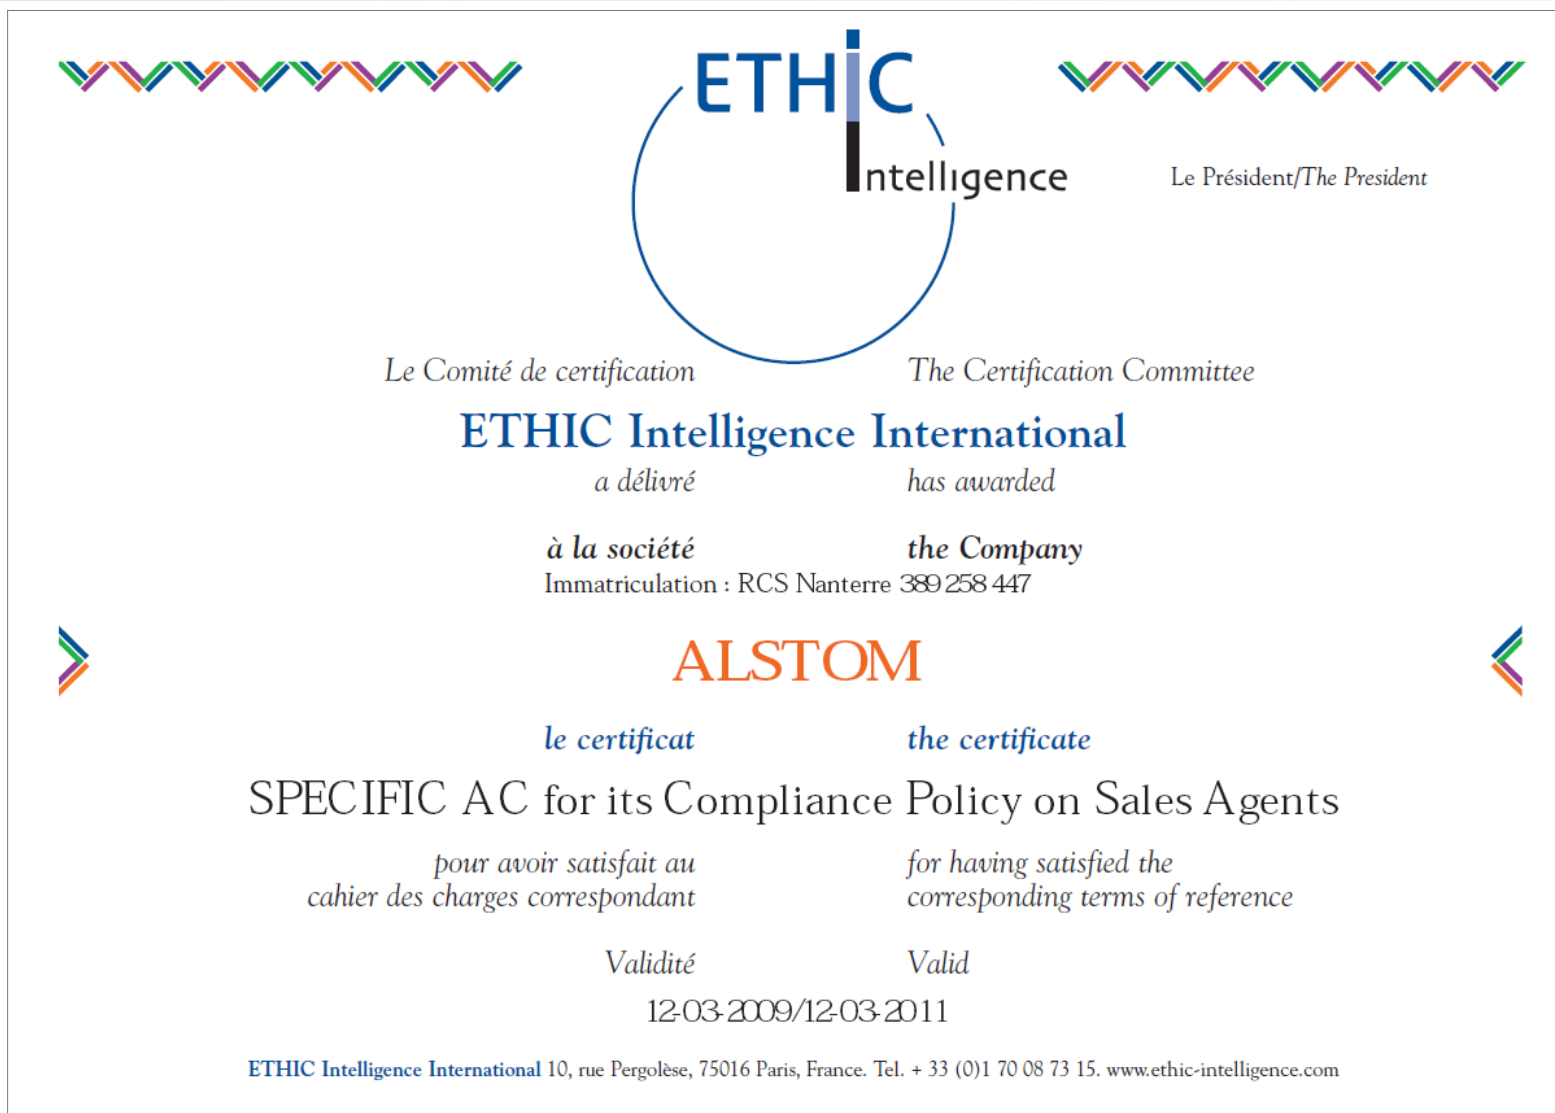 ETHiC
Intellıgence
Le Président/The President
Le Comité de certification
The Certification Committee
ETHIC Intelligence International
a délivré
has awarded
à la société
the Company
Immatriculation : RCS Nanterre 389 258 447
ALSTOM
le certificat
the certificate
SPECIFIC AC for its Compliance Policy on Sales Agents
pour avoir satisfait au
cahier des charges correspondant
for having satisfied the
corresponding terms of reference
Validité
Valid
12-03-2009/12-03-2011
ETHIC Intelligence International 10, rue Pergolèse, 75016 Paris, France. Tel. + 33 (0)1 70 08 73 15. www.ethic-intelligence.com